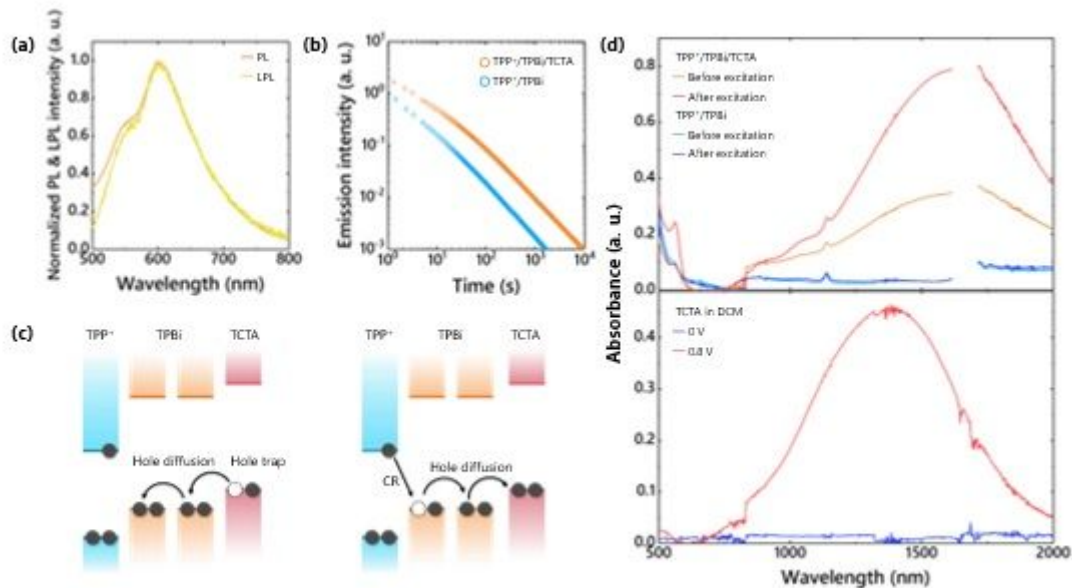 (a)
Normalized PL & LPL intensity (a. u.)
1.0
0.8
0.6
0.4
0.2
0.0
PL
LPL
500 600 700 800
Wavelength (nm)
(b)
Emission intensity (a. u.)
10¹
10⁰
10⁻¹
10⁻²
10⁻³
TPP⁺/TPBi/TCTA
TPP⁺/TPBi
10⁰ 10¹ 10² 10³ 10⁴
Time (s)
(c)
TPP⁺ TPBi TCTA
Hole diffusion Hole trap
TPP⁺ TPBi TCTA
CR
Hole diffusion
(d)
Absorbance (a. u.)
0.8
0.6
0.4
0.2
0.0
TPP⁺/TPBi/TCTA
Before excitation
After excitation
TPP⁺/TPBi
Before excitation
After excitation
0.4
0.3
0.2
0.1
0.0
TCTA in DCM
0 V
0.8 V
500 1000 1500 2000
Wavelength (nm)